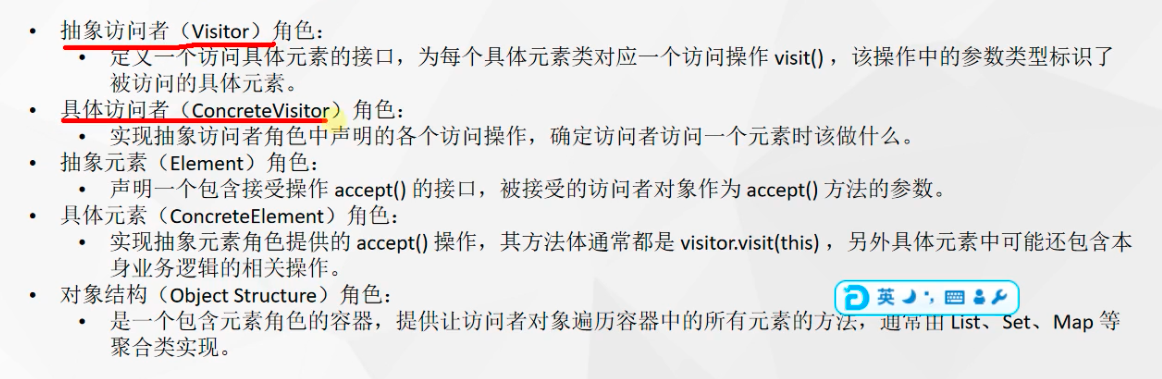 • 抽象访问者（Visitor）角色：
• 定义一个访问具体元素的接口，为每个具体元素类对应一个访问操作 visit() ，该操作中的参数类型标识了
被访问的具体元素。
• 具体访问者（ConcreteVisitor）角色：
• 实现抽象访问者角色中声明的各个访问操作，确定访问者访问一个元素时该做什么。
• 抽象元素（Element）角色：
• 声明一个包含接受操作 accept() 的接口，被接受的访问者对象作为 accept() 方法的参数。
• 具体元素（ConcreteElement）角色：
• 实现抽象元素角色提供的 accept() 操作，其方法体通常都是 visitor.visit(this) ，另外具体元素中可能还包含本
身业务逻辑的相关操作。
• 对象结构（Object Structure）角色：
英
• 是一个包含元素角色的容器，提供让访问者对象遍历容器中的所有元素的方法，通常由 List、Set、Map 等
聚合类实现。